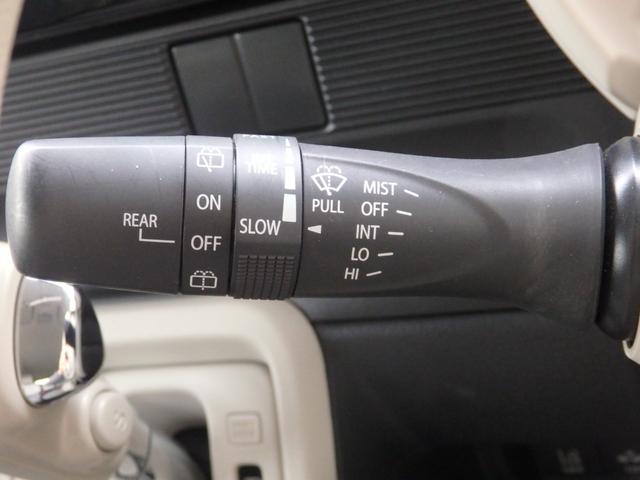 REAR
ON
OFF
TIME
SLOW
PULL
MIST
OFF
INT
LO
HI